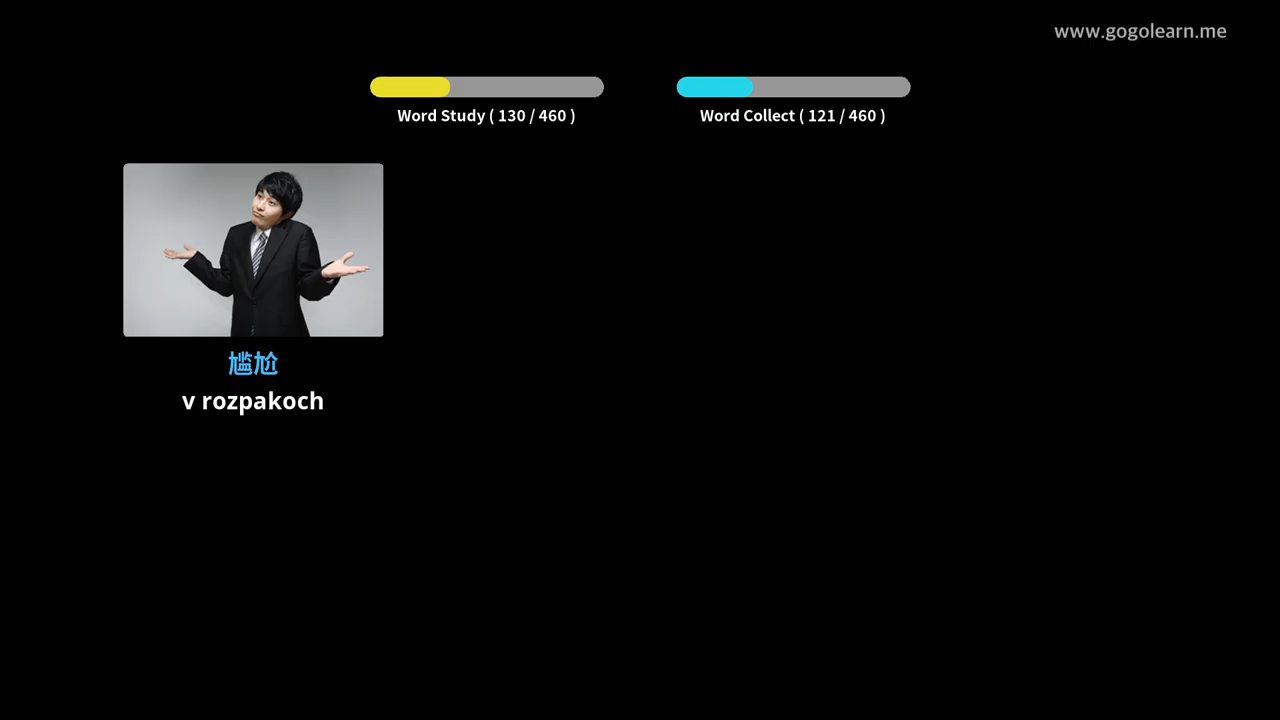 www.gogolearn.me
Word Study ( 130 / 460 )
Word Collect ( 121 / 460 )
尴尬
v rozpakoch